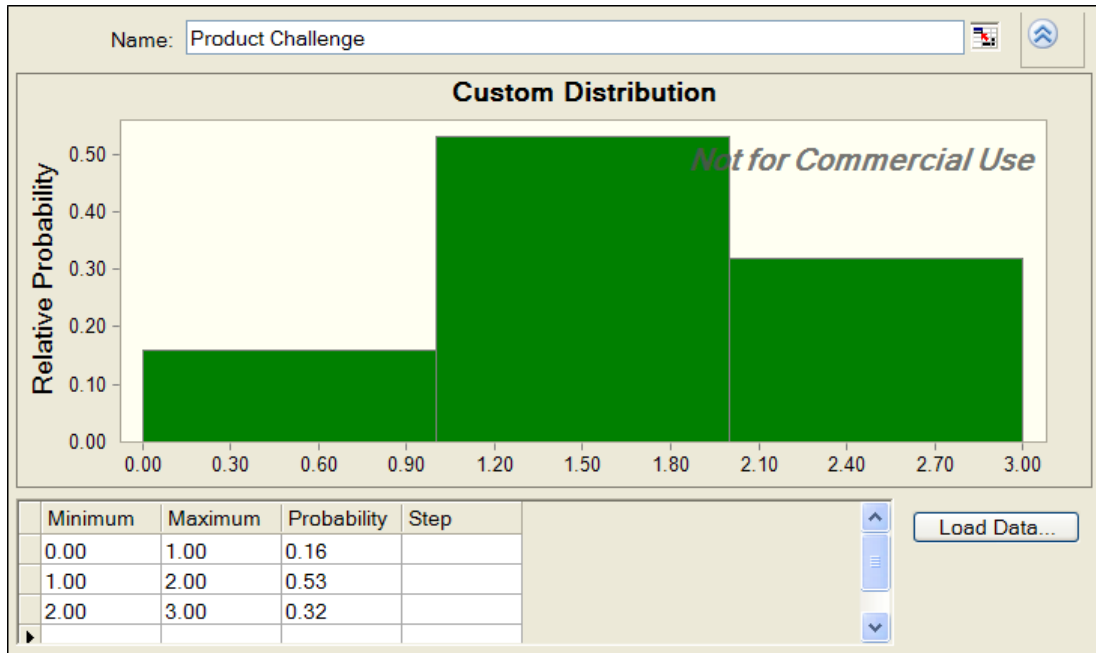 Name: Product Challenge
Custom Distribution
Not for Commercial Use
Relative Probability
0.50
0.40
0.30
0.20
0.10
0.00
0.00 0.30 0.60 0.90 1.20 1.50 1.80 2.10 2.40 2.70 3.00
Minimum Maximum Probability Step
0.00 1.00 0.16
1.00 2.00 0.53
2.00 3.00 0.32
Load Data...